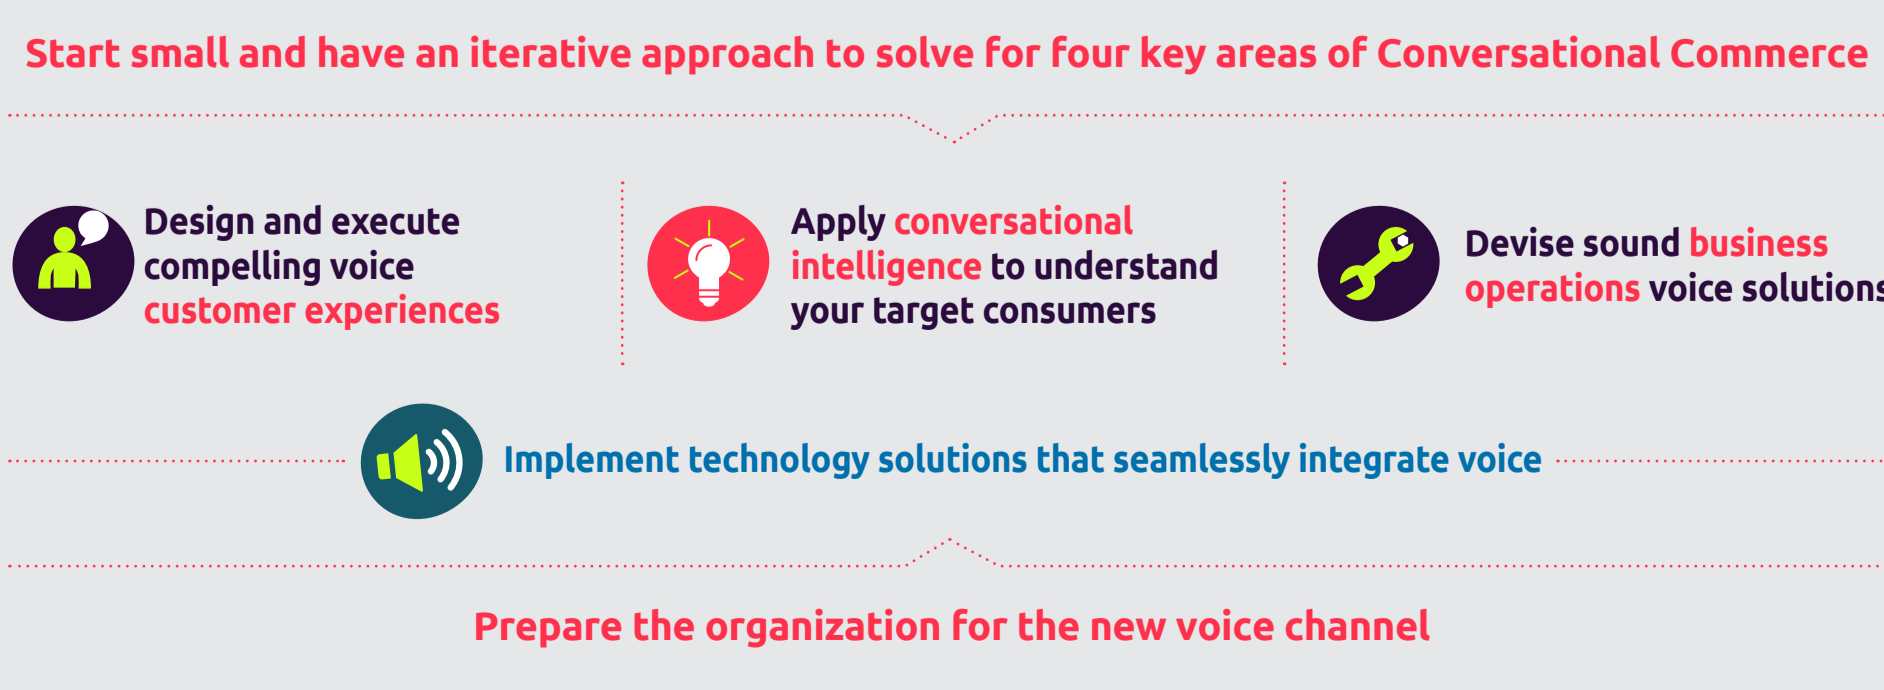 Start small and have an iterative approach to solve for four key areas of Conversational Commerce
Design and execute
compelling voice
customer experiences
Apply conversational
intelligence to understand
your target consumers
Devise sound business
operations voice solutions
Implement technology solutions that seamlessly integrate voice
Prepare the organization for the new voice channel